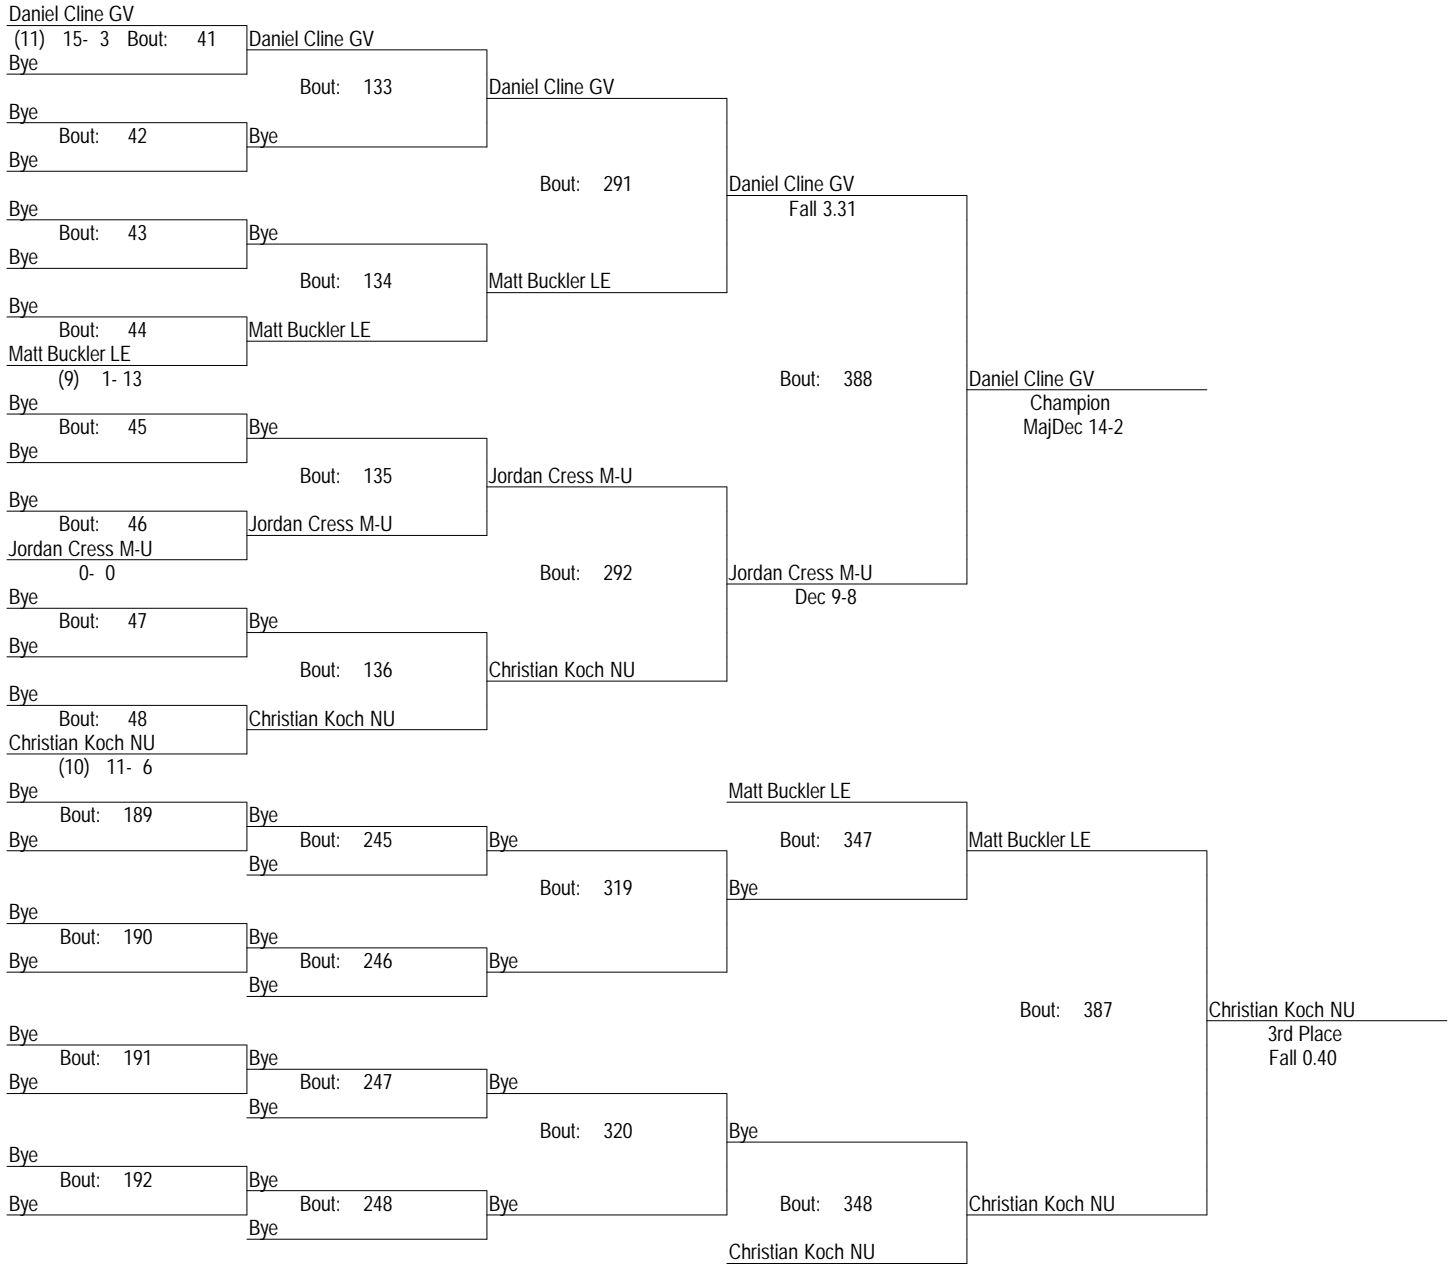 Daniel Cline GV
(11) 15- 3 Bout: 41 Daniel Cline GV
Bye
Bout: 133 Daniel Cline GV
Bye
Bout: 42 Bye
Bye
Bout: 291 Daniel Cline GV
Fall 3.31
Bye
Bout: 43 Bye
Bye
Bout: 134 Matt Buckler LE
Bye
Bout: 44 Matt Buckler LE
Matt Buckler LE
(9) 1- 13
Bout: 388 Daniel Cline GV
Champion
MajDec 14-2
Bye
Bout: 45 Bye
Bye
Bout: 135 Jordan Cress M-U
Bye
Bout: 46 Jordan Cress M-U
Jordan Cress M-U
0- 0
Bout: 292 Jordan Cress M-U
Dec 9-8
Bye
Bout: 47 Bye
Bye
Bout: 136 Christian Koch NU
Bye
Bout: 48 Christian Koch NU
Christian Koch NU
(10) 11- 6
Bye
Bout: 189 Bye
Bye
Bout: 245 Bye
Bye
Matt Buckler LE
Bout: 347 Matt Buckler LE
Bout: 319 Bye
Bye
Bout: 190 Bye
Bye
Bout: 246 Bye
Bye
Bout: 387 Christian Koch NU
3rd Place
Fall 0.40
Bye
Bout: 191 Bye
Bye
Bout: 247 Bye
Bye
Bout: 320 Bye
Bye
Bout: 192 Bye
Bye
Bout: 248 Bye
Bye
Bout: 348 Christian Koch NU
Christian Koch NU